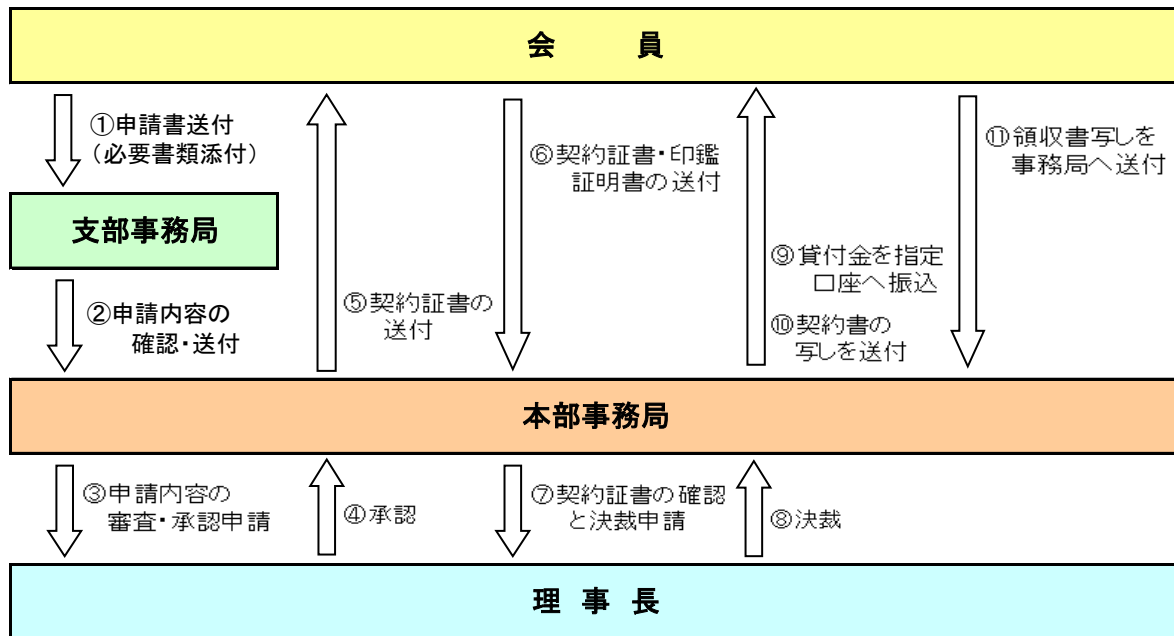 会　　　員
①申請書送付
（必要書類添付）
支部事務局
②申請内容の
確認・送付
⑤契約証書の
送付
⑥契約証書・印鑑
証明書の送付
⑨貸付金を指定
口座へ振込
⑩契約書の
写しを送付
⑪領収書写しを
事務局へ送付
本部事務局
③申請内容の
審査・承認申請
④承認
⑦契約証書の確認
と決裁申請
⑧決裁
理　事　長